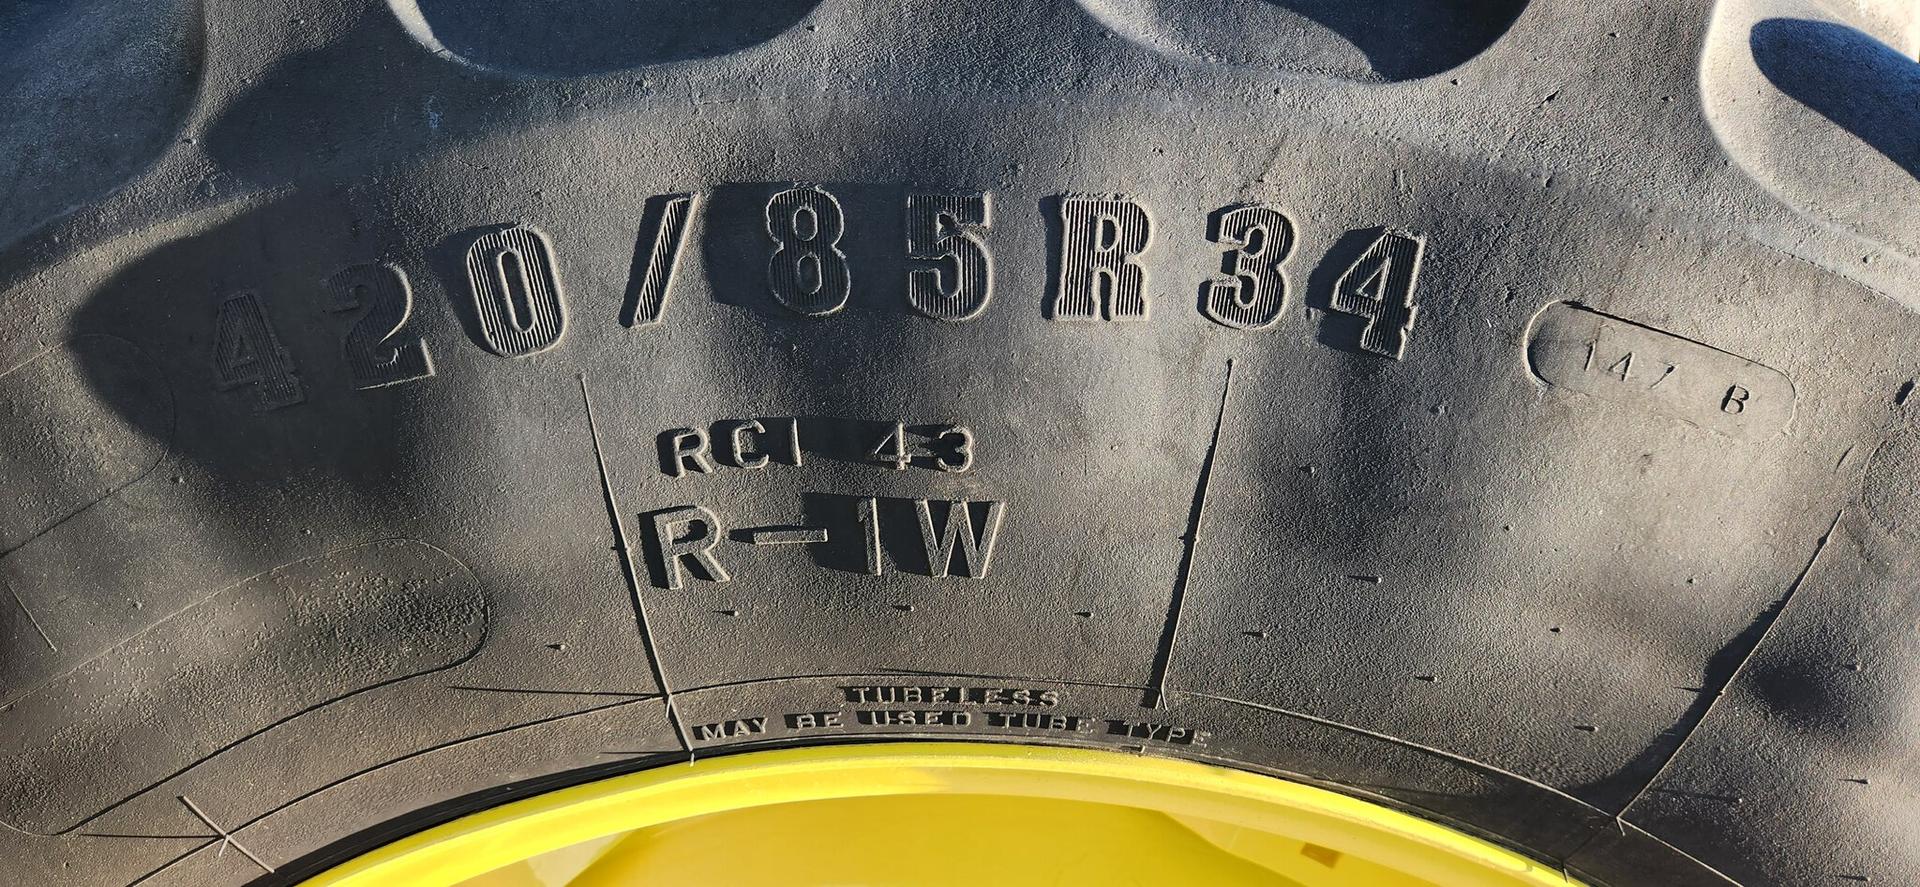 420/85R34
147 B
RCI 43
R-1W
TUBELESS
MAY BE USED TUBE TYPE